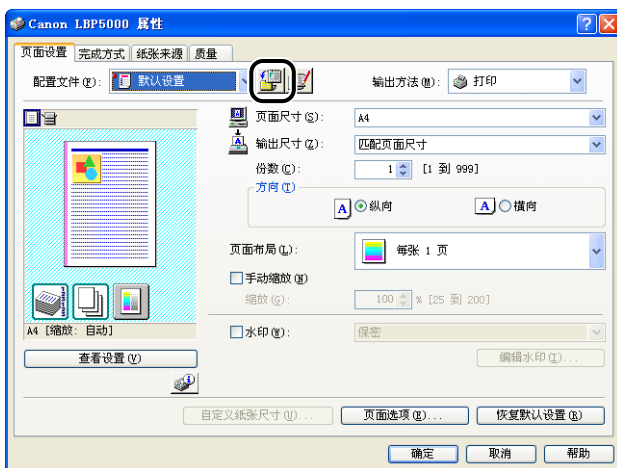 Canon LBP5000 属性
页面设置 完成方式 纸张来源 质量
配置文件(F): 默认设置 输出方法(M): 打印
页面尺寸(S): A4
输出尺寸(Z): 匹配页面尺寸
份数(C): 1 [1 到 999]
方向(T)
A 纵向 A 横向
页面布局(L): 每张 1 页
手动缩放(N)
缩放(G): 100 % [25 到 200]
A4 [缩放: 自动]
水印(W): 保密
查看设置(V) 编辑水印(I)...
自定义纸张尺寸(U)... 页面选项(E)... 恢复默认设置(R)
确定 取消 帮助